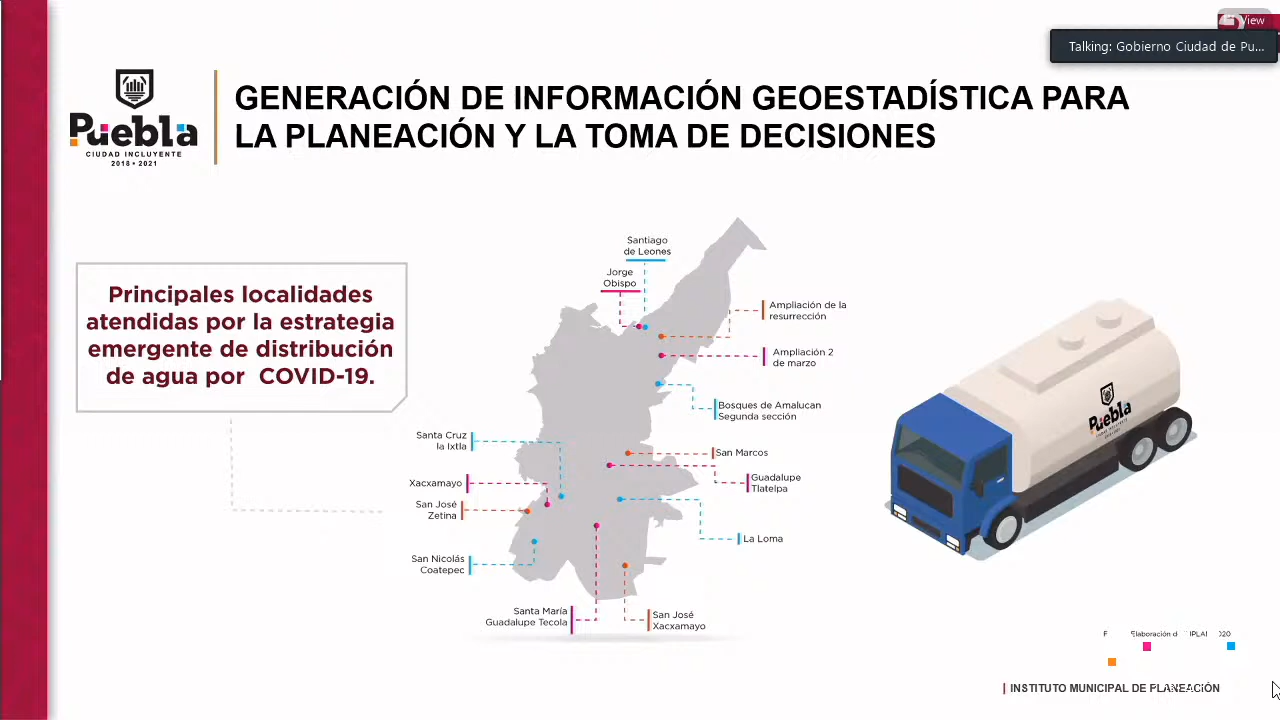 View
Talking: Gobierno Ciudad de Pu...
Puebla
CIUDAD INCLUYENTE
2018 • 2021
GENERACIÓN DE INFORMACIÓN GEOESTADÍSTICA PARA
LA PLANEACIÓN Y LA TOMA DE DECISIONES
Principales localidades
atendidas por la estrategia
emergente de distribución
de agua por COVID-19.
Santiago
de Leones
Jorge
Obispo
Ampliación de la
resurrección
Ampliación 2
de marzo
Bosques de Amalucan
Segunda sección
Santa Cruz
la Ixtla
San Marcos
Xacxamayo
Guadalupe
Tlatelpa
San José
Zetina
La Loma
San Nicolás
Coatepec
Santa María
Guadalupe Tecola
San José
Xacxamayo
Puebla
Elaboración
INSTITUTO MUNICIPAL DE PLANEACIÓN